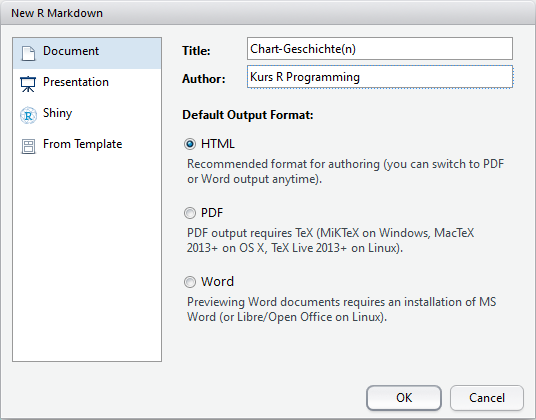 New R Markdown
Document
Presentation
Shiny
From Template
Title: Chart-Geschichte(n)
Author: Kurs R Programming
Default Output Format:
HTML
Recommended format for authoring (you can switch to PDF
or Word output anytime).
PDF
PDF output requires TeX (MiKTeX on Windows, MacTeX
2013+ on OS X, TeX Live 2013+ on Linux).
Word
Previewing Word documents requires an installation of MS
Word (or Libre/Open Office on Linux).
OK Cancel